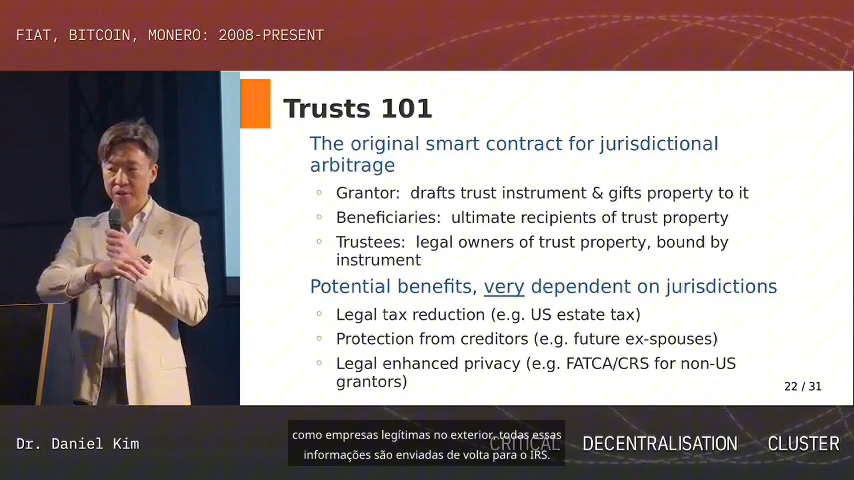 FIAT, BITCOIN, MONERO: 2008-PRESENT
Trusts 101
The original smart contract for jurisdictional
arbitrage
◦ Grantor: drafts trust instrument & gifts property to it
◦ Beneficiaries: ultimate recipients of trust property
◦ Trustees: legal owners of trust property, bound by
instrument
Potential benefits, very dependent on jurisdictions
◦ Legal tax reduction (e.g. US estate tax)
◦ Protection from creditors (e.g. future ex-spouses)
◦ Legal enhanced privacy (e.g. FATCA/CRS for non-US
grantors)
22 / 31
Dr. Daniel Kim
como empresas legítimas no exterior, todas essas
informações são enviadas de volta para o IRS.
CRITICAL DECENTRALISATION CLUSTER